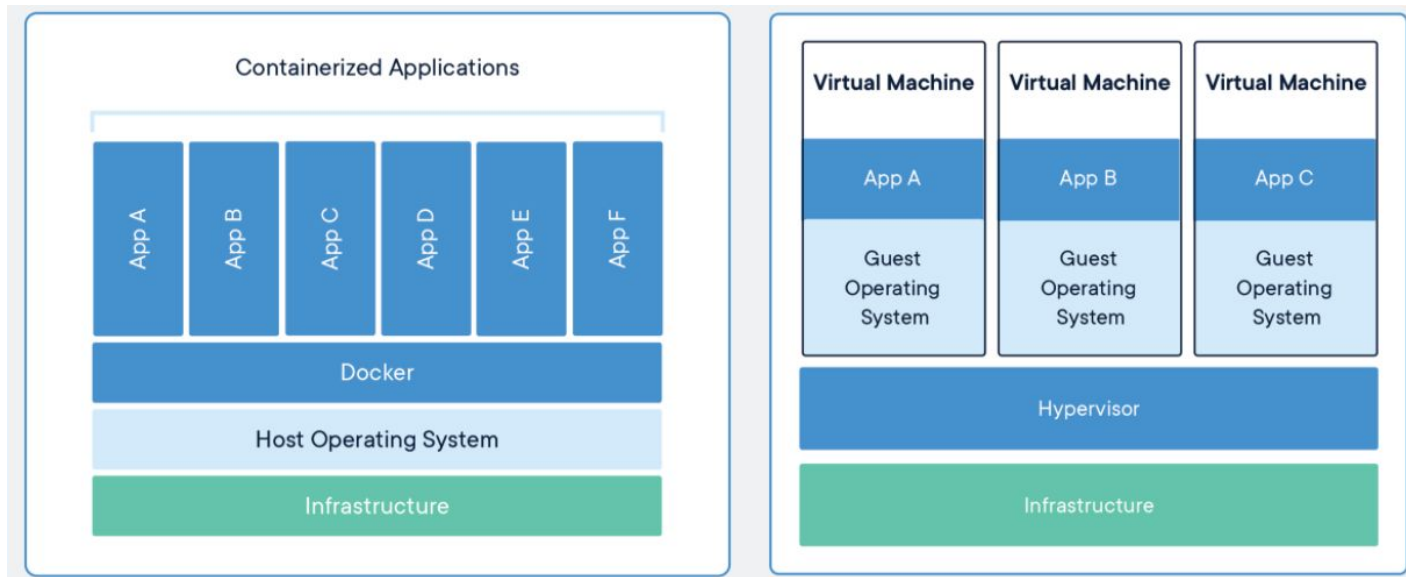 Containerized Applications
App A
App B
App C
App D
App E
App F
Docker
Host Operating System
Infrastructure
Virtual Machine
App A
Guest
Operating
System
Virtual Machine
App B
Guest
Operating
System
Virtual Machine
App C
Guest
Operating
System
Hypervisor
Infrastructure